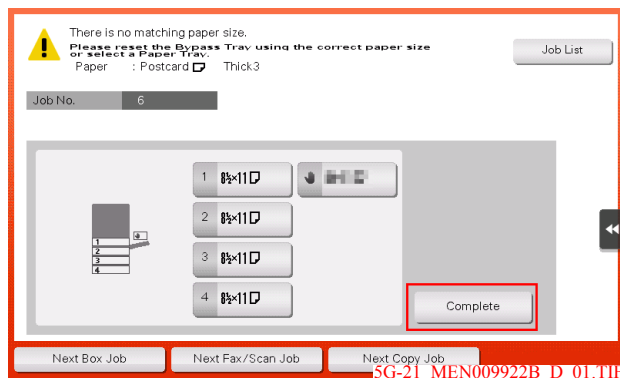 There is no matching paper size.
Please reset the Bypass Tray using the correct paper size
or select a Paper Tray.
Paper : Postcard Thick3
Job List
Job No. 6
1 8½×11
2 8½×11
3 8½×11
4 8½×11
1
2
3
4
Complete
Next Box Job Next Fax/Scan Job Next Copy Job
5G-21 MEN009922B D 01.TIF